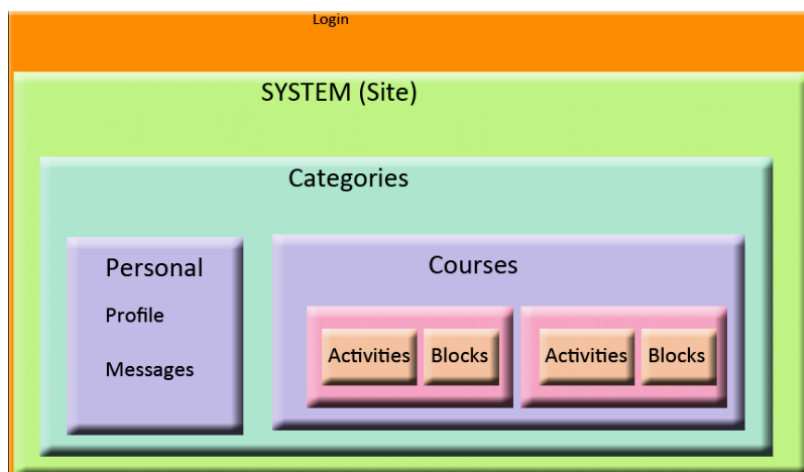 Login
SYSTEM (Site)
Categories
Personal
Profile
Messages
Courses
Activities
Blocks
Activities
Blocks